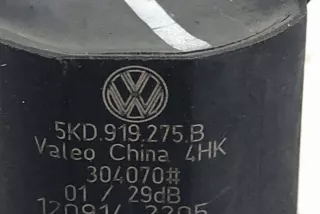 5KD.919.275.B
Valeo China 4HK
304070#
01 / 29dB